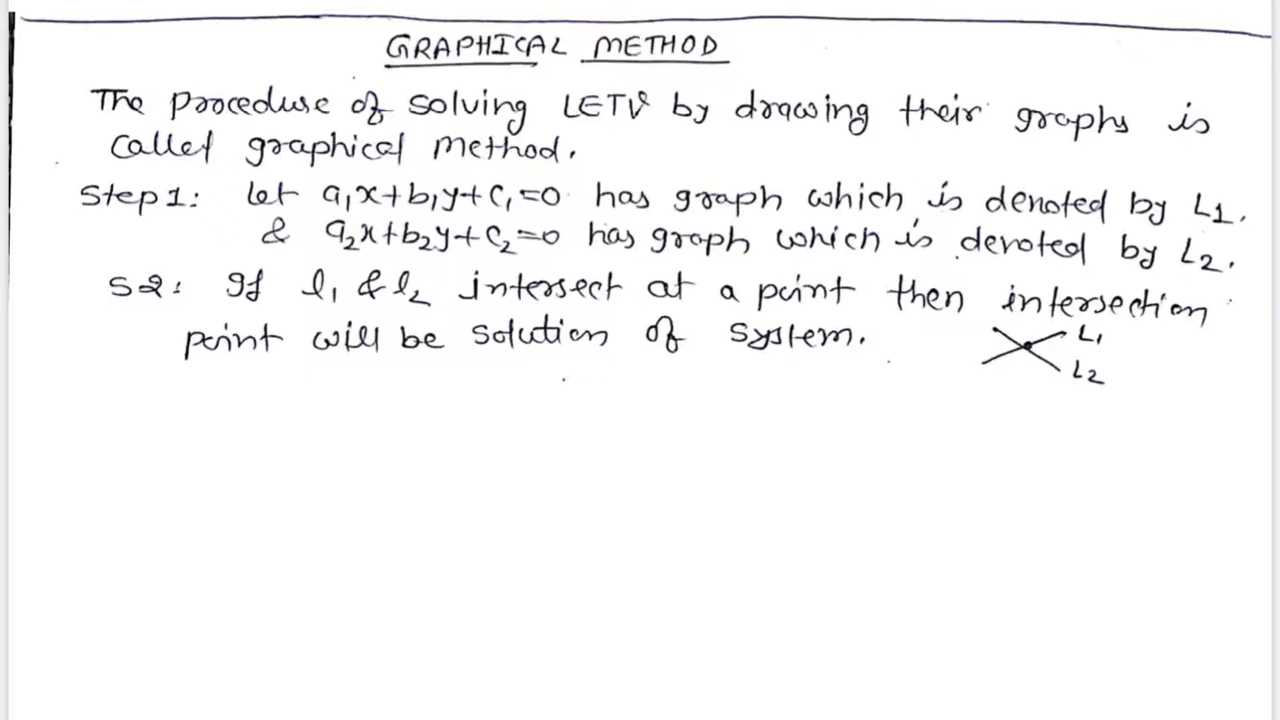 GRAPHICAL METHOD
The procedure of solving LETV by drawing their graphs is
called graphical method.
Step1: let a₁x+b₁y+c₁=0 has graph which is denoted by L1.
& a₂x+b₂y+c₂=0 has graph which is devoted by L2.
S2: If l₁ & l₂ intersect at a point then intersection
point will be solution of system.
L₁
L₂